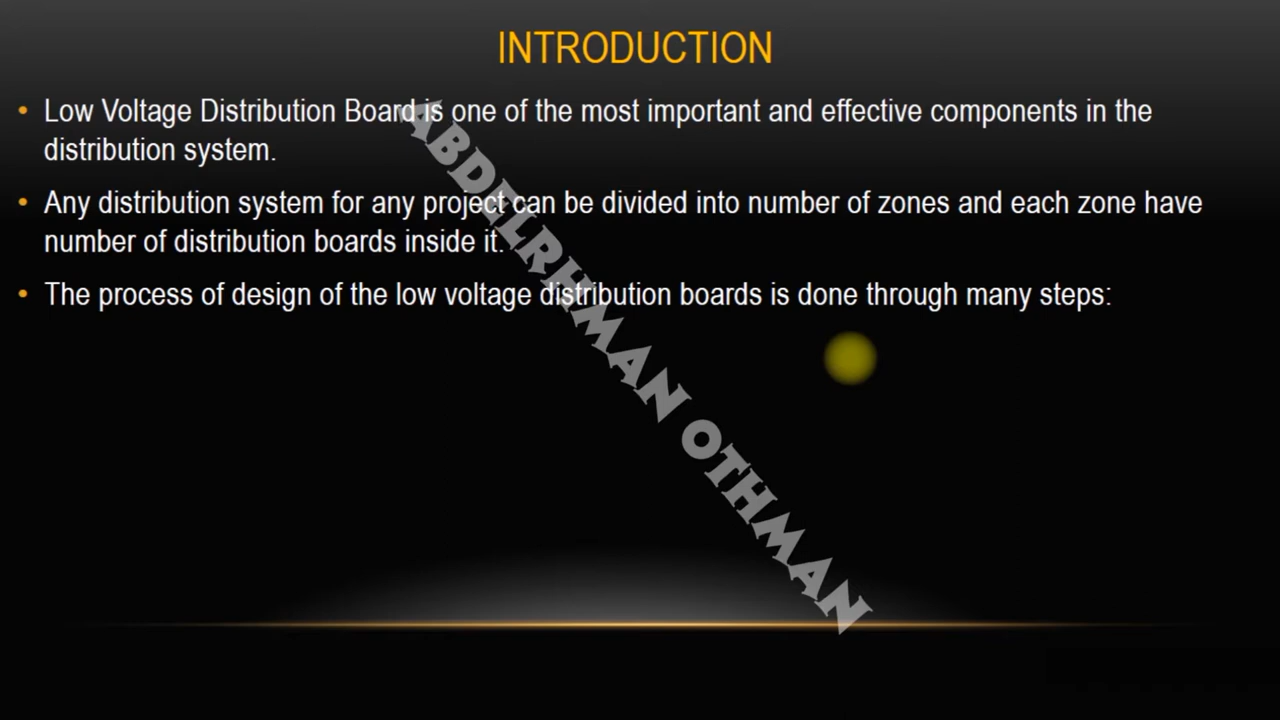 INTRODUCTION
• Low Voltage Distribution Board is one of the most important and effective components in the
distribution system.
• Any distribution system for any project can be divided into number of zones and each zone have
number of distribution boards inside it.
• The process of design of the low voltage distribution boards is done through many steps:
ABDELRHMAN OTHMAN